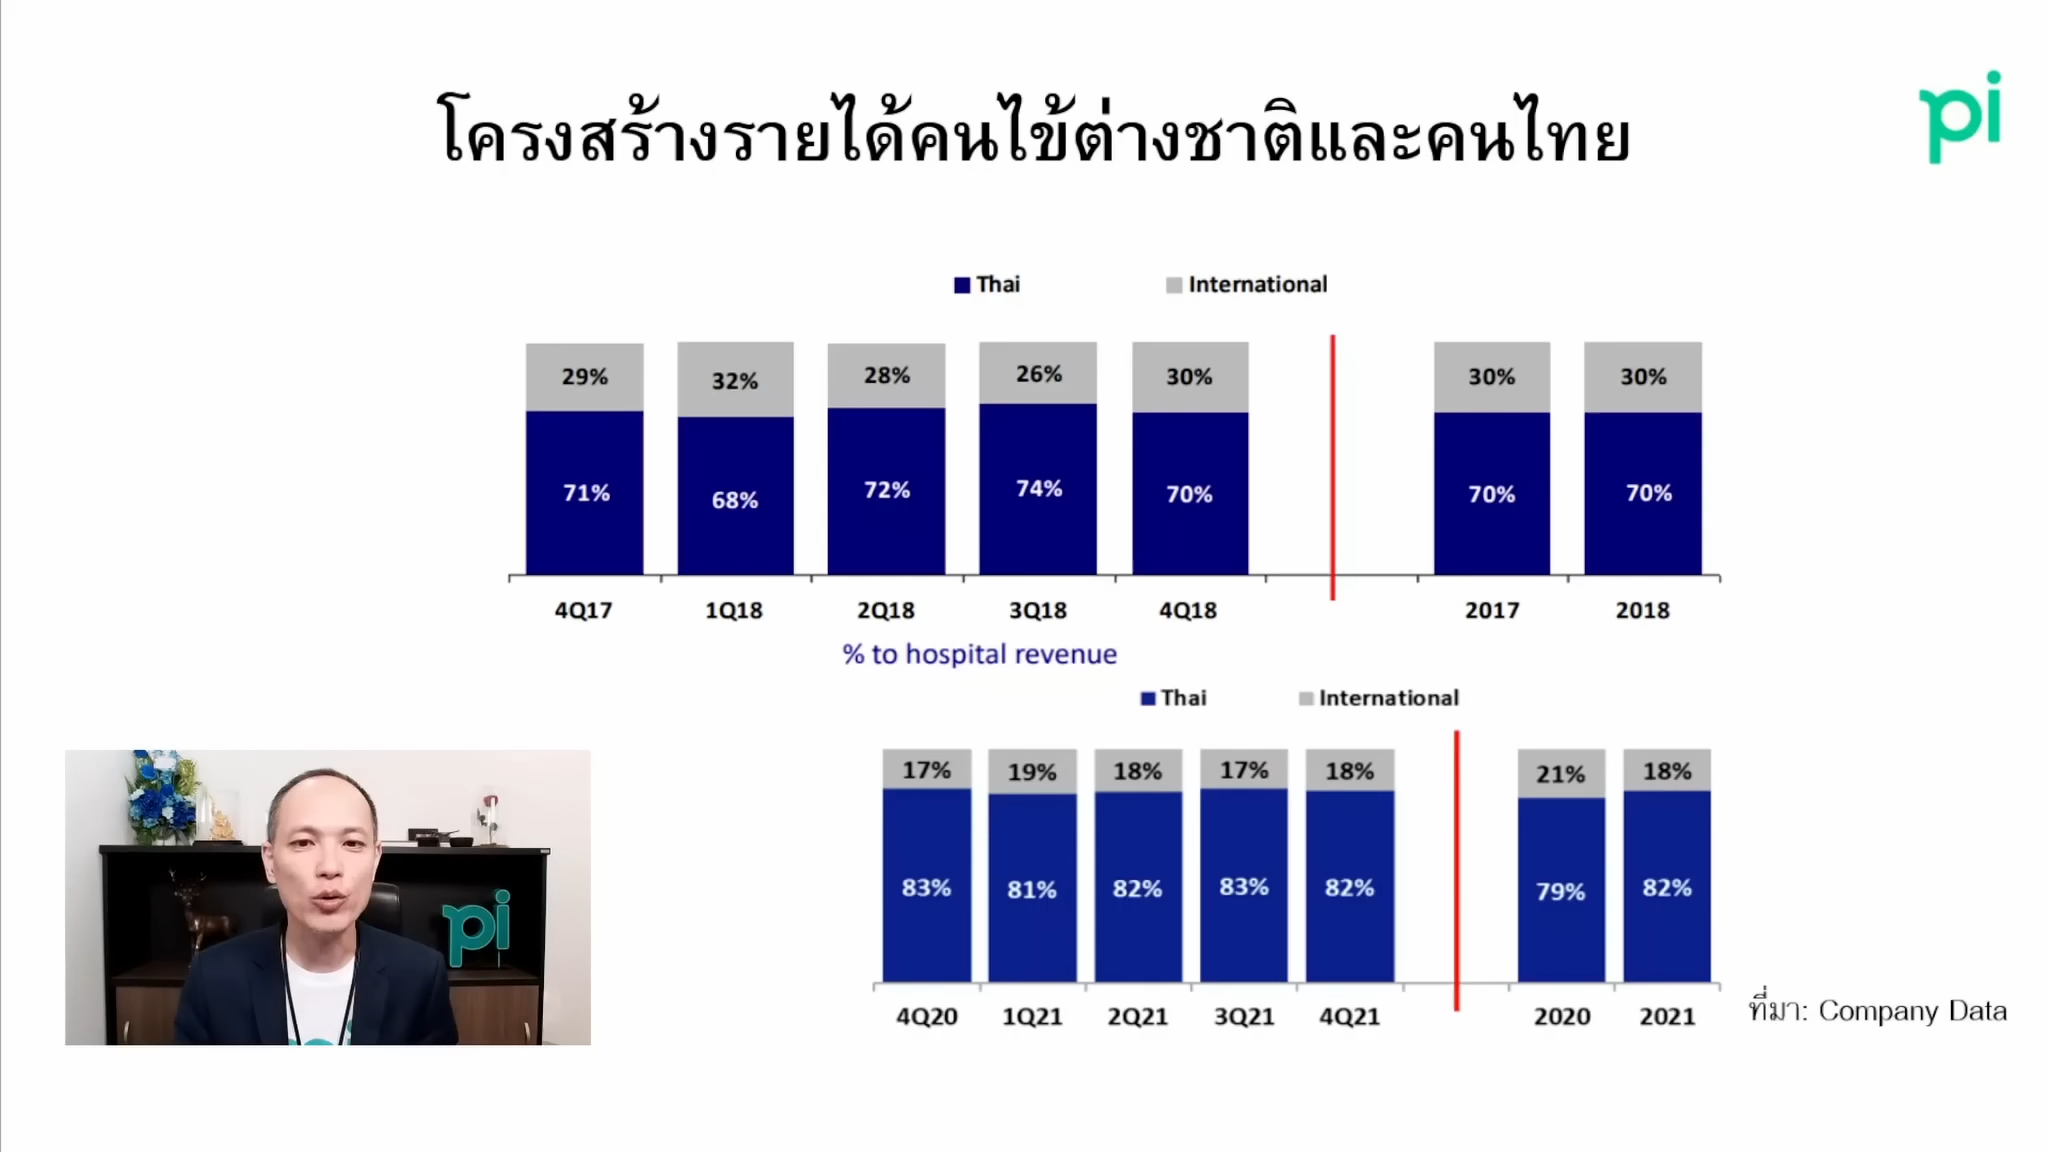 โครงสร้างรายได้คนไข้ต่างชาติและคนไทย
pi
Thai International
29% 32% 28% 26% 30% 30% 30%
71% 68% 72% 74% 70% 70% 70%
4Q17 1Q18 2Q18 3Q18 4Q18 2017 2018
% to hospital revenue
Thai International
17% 19% 18% 17% 18% 21% 18%
83% 81% 82% 83% 82% 79% 82%
4Q20 1Q21 2Q21 3Q21 4Q21 2020 2021
ที่มา: Company Data
pi